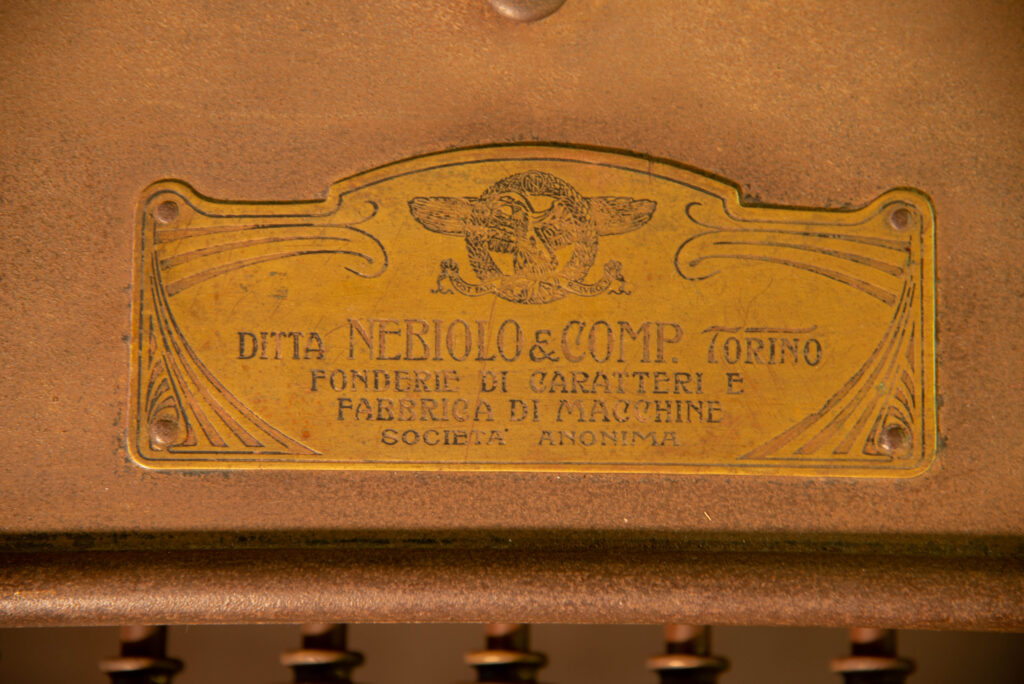 DITTA NEBIOLO & COMP. TORINO
FONDERIE DI CARATTERI E
FABBRICA DI MACCHINE
SOCIETA' ANONIMA